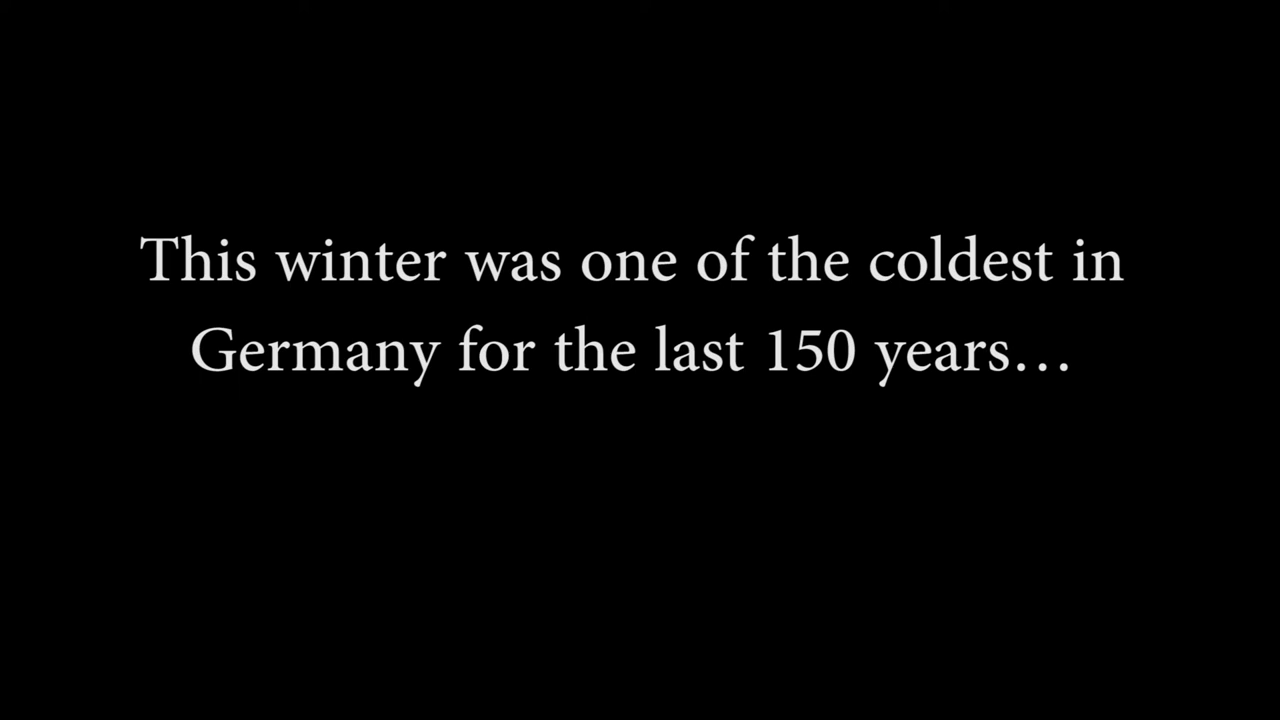 This winter was one of the coldest in
Germany for the last 150 years…